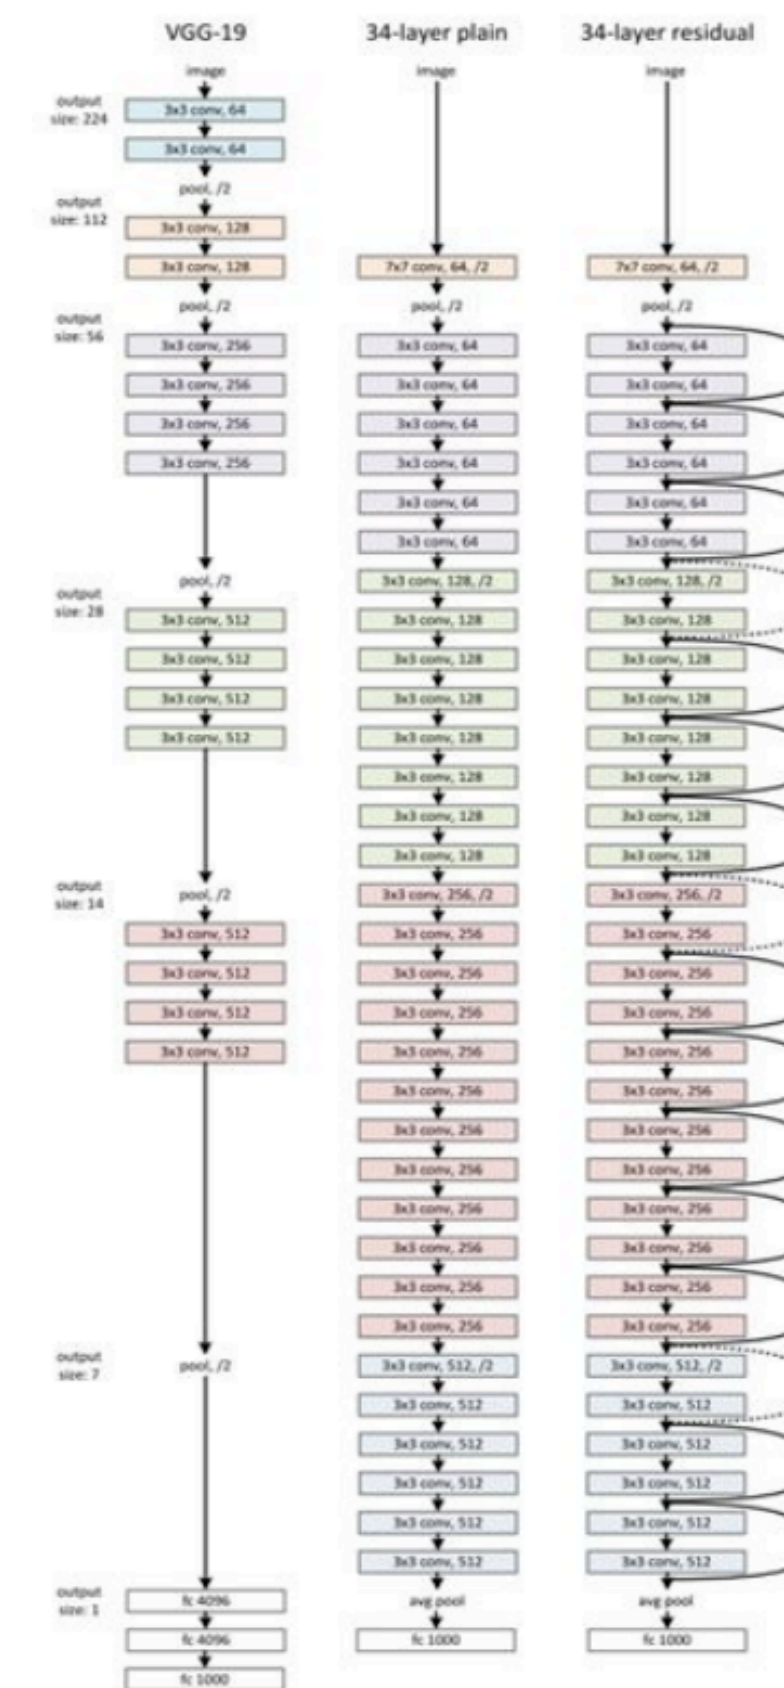 VGG-19
34-layer plain
34-layer residual
image
output
size: 224
3x3 conv, 64
3x3 conv, 64
pool, /2
output
size: 112
3x3 conv, 128
3x3 conv, 128
pool, /2
output
size: 56
3x3 conv, 256
3x3 conv, 256
3x3 conv, 256
3x3 conv, 256
pool, /2
output
size: 28
3x3 conv, 512
3x3 conv, 512
3x3 conv, 512
3x3 conv, 512
pool, /2
output
size: 14
3x3 conv, 512
3x3 conv, 512
3x3 conv, 512
3x3 conv, 512
output
size: 7
pool, /2
output
size: 1
fc 4096
fc 4096
fc 1000
image
7x7 conv, 64, /2
pool, /2
3x3 conv, 64
3x3 conv, 64
3x3 conv, 64
3x3 conv, 64
3x3 conv, 64
3x3 conv, 64
3x3 conv, 128, /2
3x3 conv, 128
3x3 conv, 128
3x3 conv, 128
3x3 conv, 128
3x3 conv, 128
3x3 conv, 128
3x3 conv, 128
3x3 conv, 256, /2
3x3 conv, 256
3x3 conv, 256
3x3 conv, 256
3x3 conv, 256
3x3 conv, 256
3x3 conv, 256
3x3 conv, 256
3x3 conv, 256
3x3 conv, 256
3x3 conv, 256
3x3 conv, 256
3x3 conv, 512, /2
3x3 conv, 512
3x3 conv, 512
3x3 conv, 512
3x3 conv, 512
3x3 conv, 512
avg pool
fc 1000
image
7x7 conv, 64, /2
pool, /2
3x3 conv, 64
3x3 conv, 64
3x3 conv, 64
3x3 conv, 64
3x3 conv, 64
3x3 conv, 64
3x3 conv, 128, /2
3x3 conv, 128
3x3 conv, 128
3x3 conv, 128
3x3 conv, 128
3x3 conv, 128
3x3 conv, 128
3x3 conv, 128
3x3 conv, 256, /2
3x3 conv, 256
3x3 conv, 256
3x3 conv, 256
3x3 conv, 256
3x3 conv, 256
3x3 conv, 256
3x3 conv, 256
3x3 conv, 256
3x3 conv, 256
3x3 conv, 256
3x3 conv, 256
3x3 conv, 512, /2
3x3 conv, 512
3x3 conv, 512
3x3 conv, 512
3x3 conv, 512
3x3 conv, 512
avg pool
fc 1000